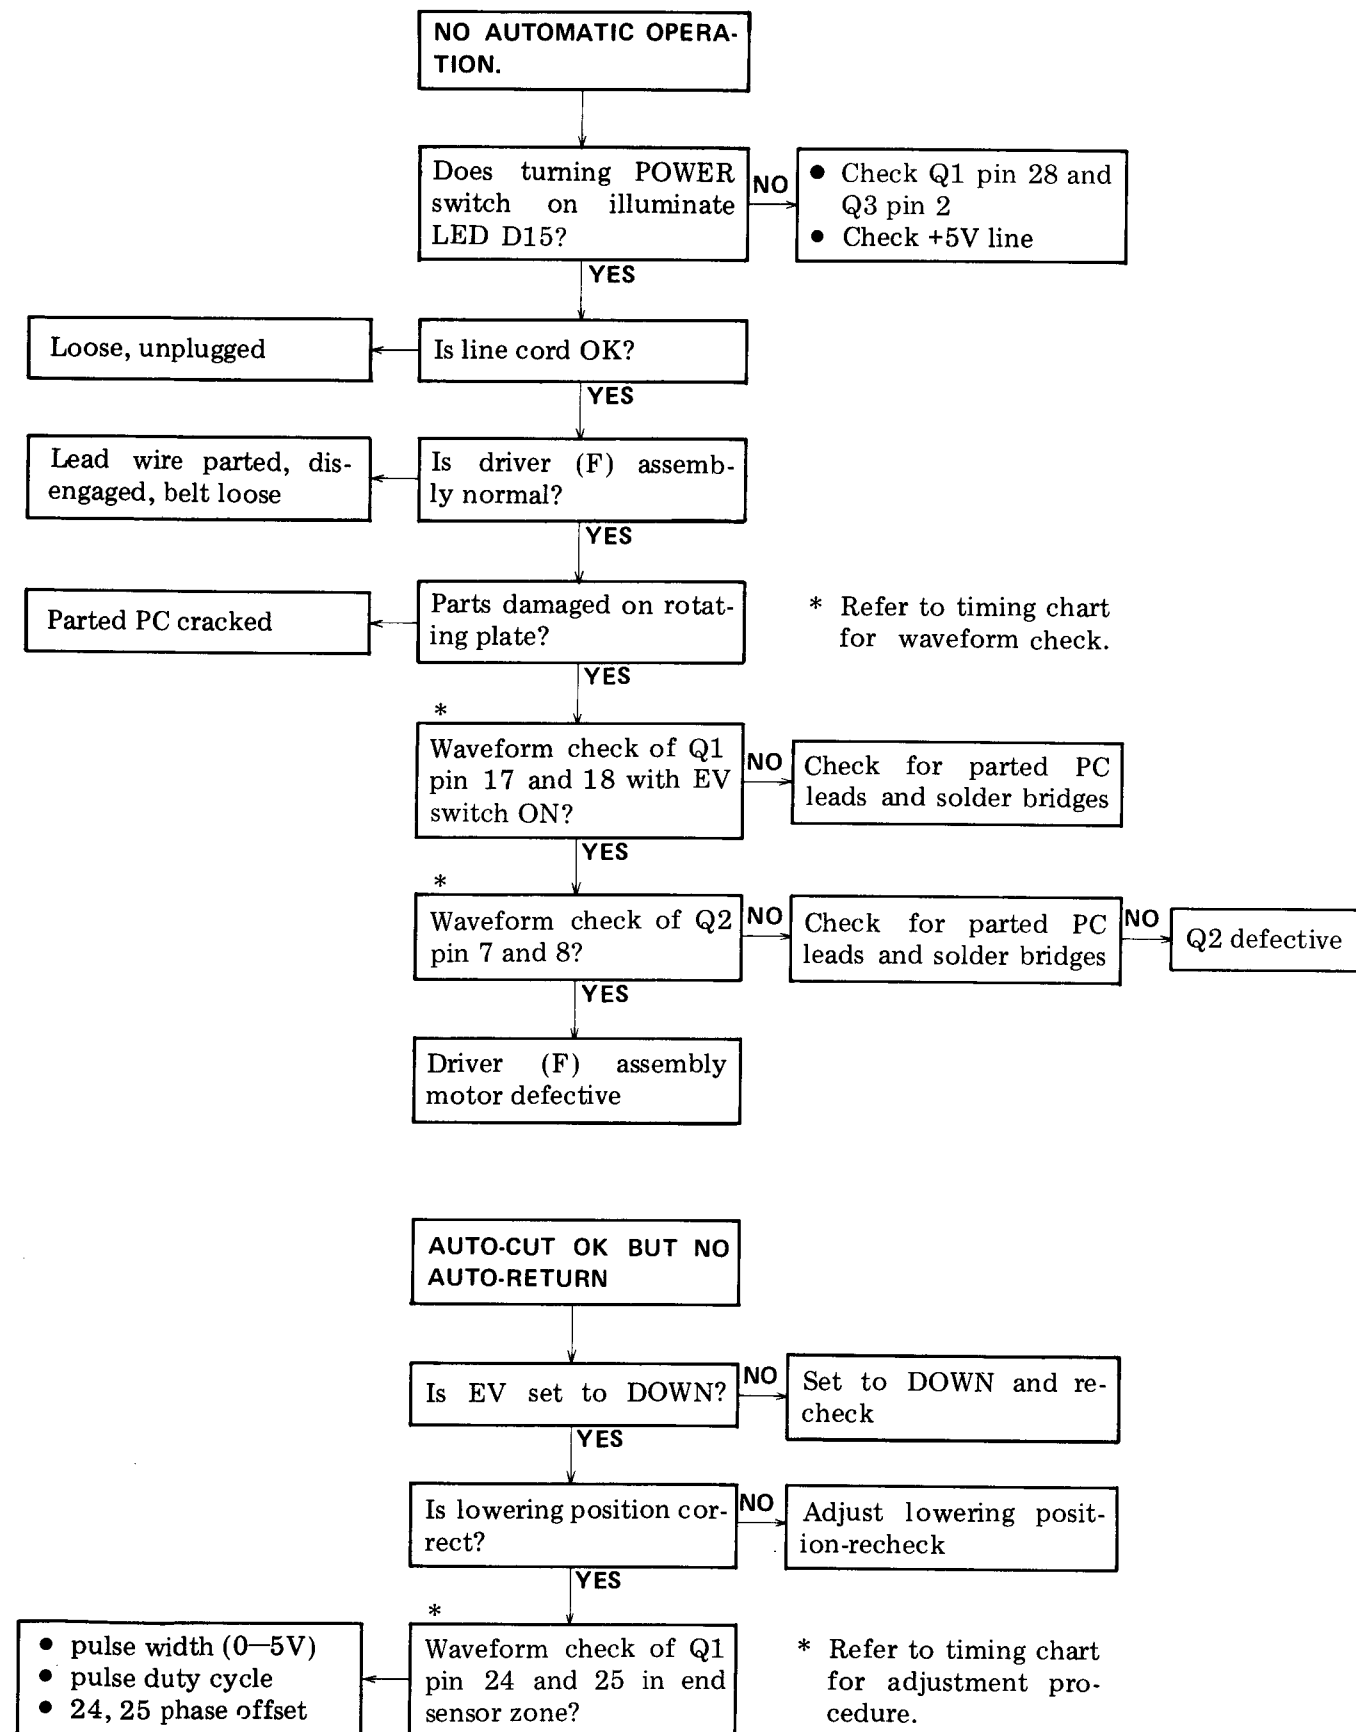 NO AUTOMATIC OPERA-
TION.
Does turning POWER
switch on illuminate
LED D15?
NO
● Check Q1 pin 28 and
Q3 pin 2
● Check +5V line
YES
Loose, unplugged
Is line cord OK?
YES
Lead wire parted, dis-
engaged, belt loose
Is driver (F) assemb-
ly normal?
YES
Parted PC cracked
Parts damaged on rotat-
ing plate?
* Refer to timing chart
for waveform check.
YES
*
Waveform check of Q1
pin 17 and 18 with EV
switch ON?
NO
Check for parted PC
leads and solder bridges
YES
*
Waveform check of Q2
pin 7 and 8?
NO
Check for parted PC
leads and solder bridges
NO
Q2 defective
YES
Driver (F) assembly
motor defective
AUTO-CUT OK BUT NO
AUTO-RETURN
Is EV set to DOWN?
NO
Set to DOWN and re-
check
YES
Is lowering position cor-
rect?
NO
Adjust lowering posit-
ion-recheck
YES
*
● pulse width (0—5V)
● pulse duty cycle
● 24, 25 phase offset
Waveform check of Q1
pin 24 and 25 in end
sensor zone?
* Refer to timing chart
for adjustment pro-
cedure.